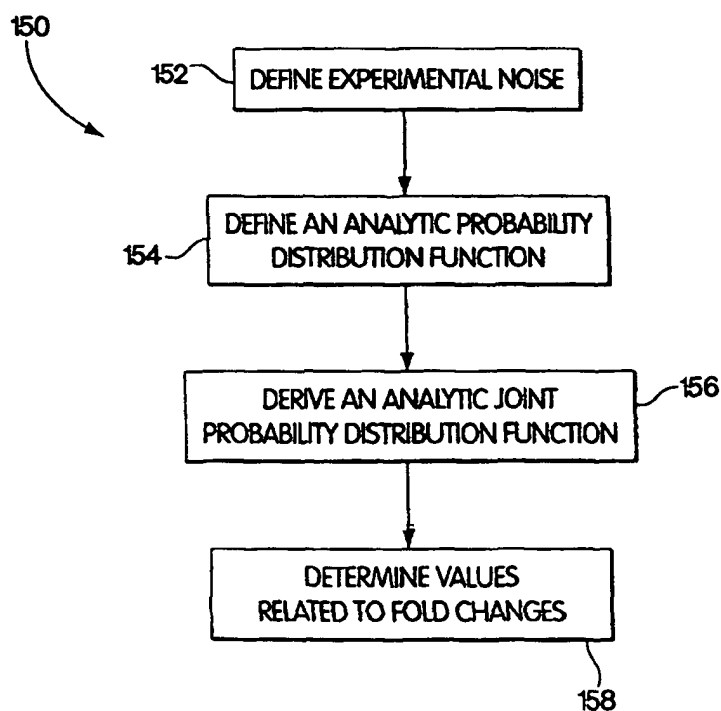 150
152
DEFINE EXPERIMENTAL NOISE
154
DEFINE AN ANALYTIC PROBABILITY
DISTRIBUTION FUNCTION
156
DERIVE AN ANALYTIC JOINT
PROBABILITY DISTRIBUTION FUNCTION
DETERMINE VALUES
RELATED TO FOLD CHANGES
158